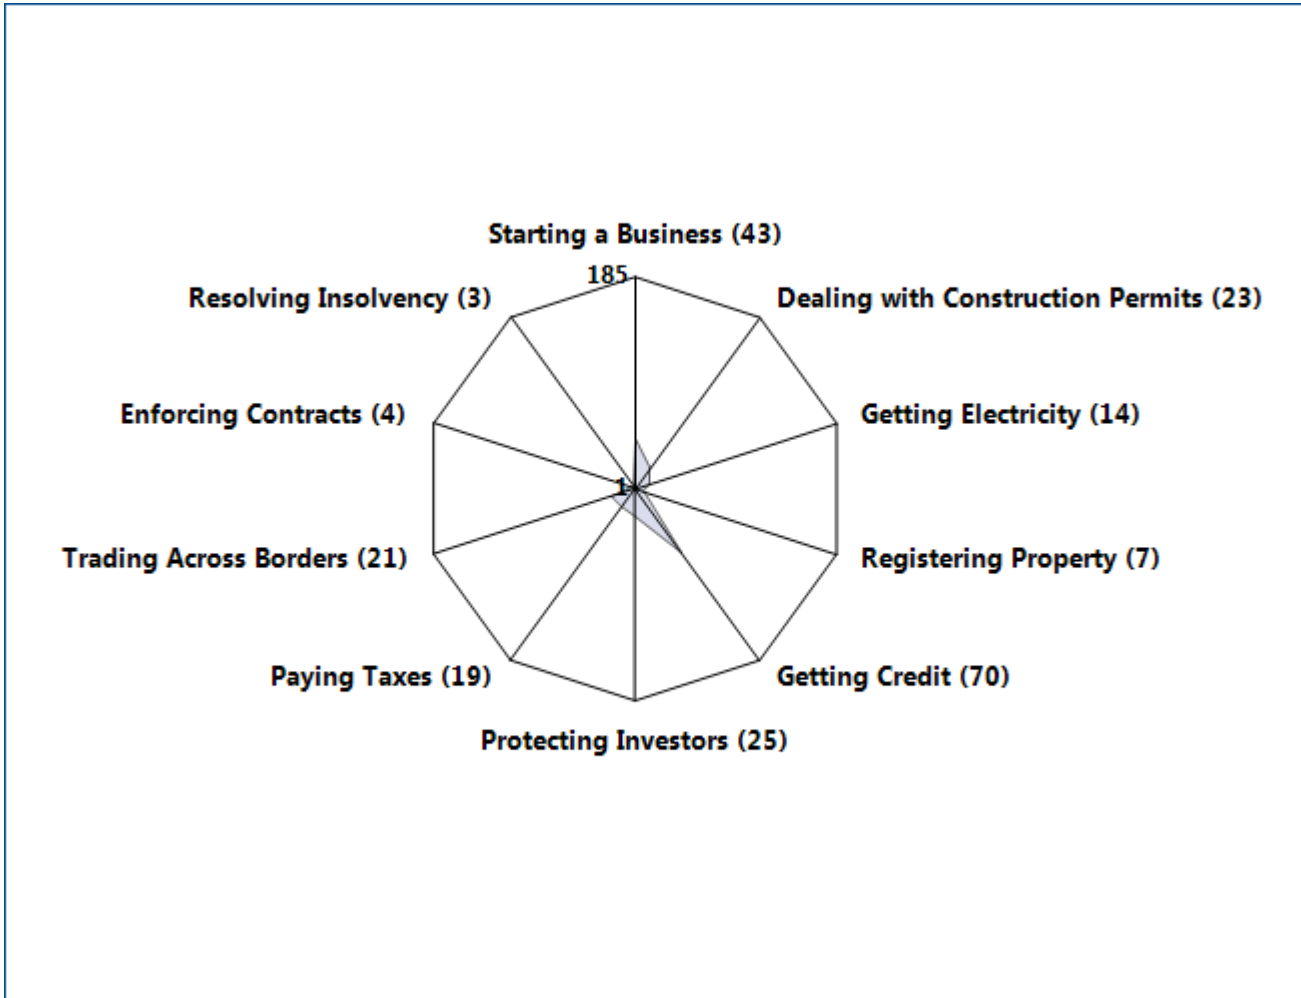 Starting a Business (43)
185
Resolving Insolvency (3)
Dealing with Construction Permits (23)
Enforcing Contracts (4)
Getting Electricity (14)
1
Trading Across Borders (21)
Registering Property (7)
Paying Taxes (19)
Getting Credit (70)
Protecting Investors (25)